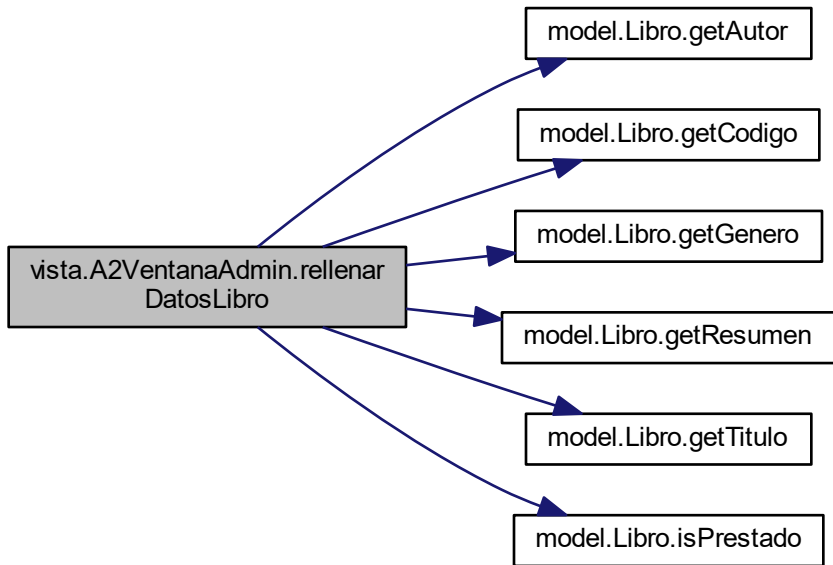 model.Libro.getAutor
model.Libro.getCodigo
model.Libro.getGenero
vista.A2VentanaAdmin.rellenar
DatosLibro
model.Libro.getResumen
model.Libro.getTitulo
model.Libro.isPrestado